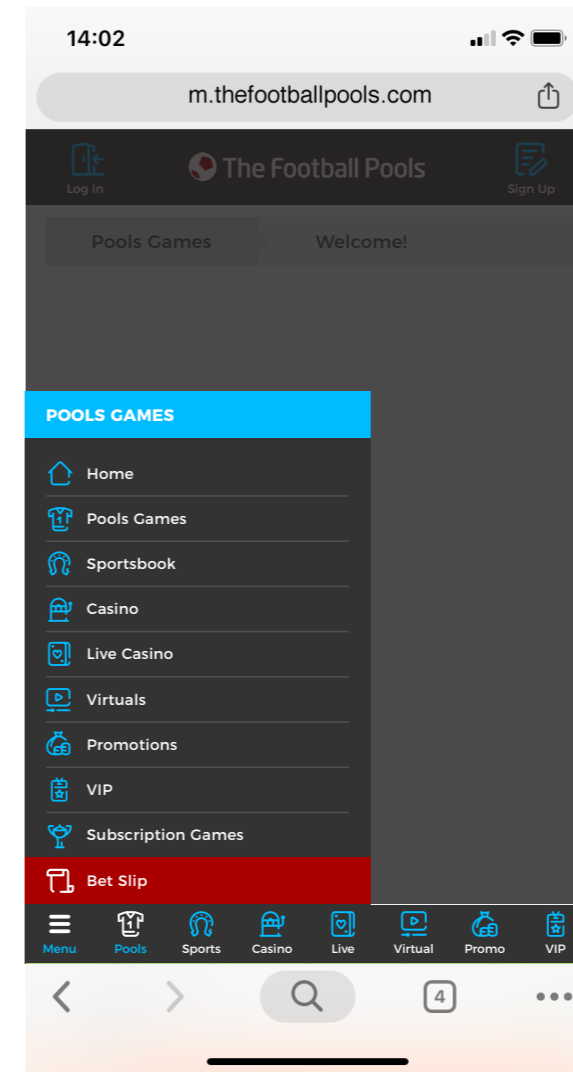 14:02
m.thefootballpools.com
Log In
The Football Pools
Sign Up
Pools Games
Welcome!
POOLS GAMES
Home
Pools Games
Sportsbook
Casino
Live Casino
Virtuals
Promotions
VIP
Subscription Games
Bet Slip
Menu Pools Sports Casino Live Virtual Promo VIP
4